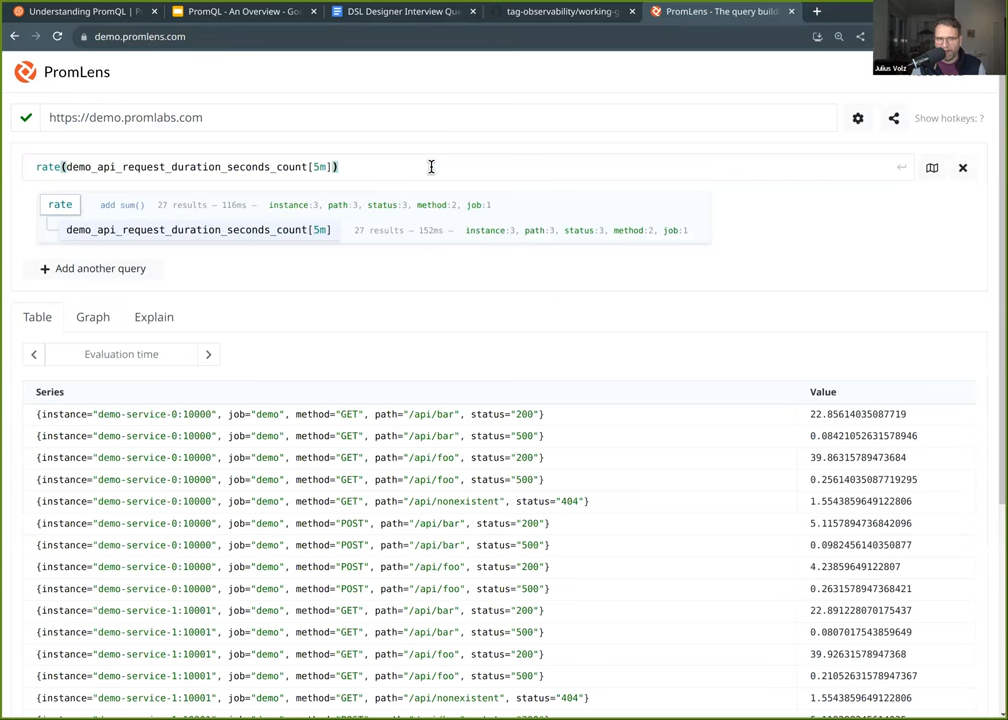 Understanding PromQL | P
PromQL - An Overview - Go
DSL Designer Interview Que
tag-observability/working-g
PromLens - The query build
demo.promlens.com
Julius Volz
PromLens
https://demo.promlabs.com
Show hotkeys: ?
rate(demo_api_request_duration_seconds_count[5m])
rate add sum() 27 results – 116ms – instance:3, path:3, status:3, method:2, job:1
demo_api_request_duration_seconds_count[5m] 27 results – 152ms – instance:3, path:3, status:3, method:2, job:1
+ Add another query
Table Graph Explain
Evaluation time
Series Value
{instance="demo-service-0:10000", job="demo", method="GET", path="/api/bar", status="200"} 22.85614035087719
{instance="demo-service-0:10000", job="demo", method="GET", path="/api/bar", status="500"} 0.08421052631578946
{instance="demo-service-0:10000", job="demo", method="GET", path="/api/foo", status="200"} 39.86315789473684
{instance="demo-service-0:10000", job="demo", method="GET", path="/api/foo", status="500"} 0.25614035087719295
{instance="demo-service-0:10000", job="demo", method="GET", path="/api/nonexistent", status="404"} 1.5543859649122806
{instance="demo-service-0:10000", job="demo", method="POST", path="/api/bar", status="200"} 5.1157894736842096
{instance="demo-service-0:10000", job="demo", method="POST", path="/api/bar", status="500"} 0.0982456140350877
{instance="demo-service-0:10000", job="demo", method="POST", path="/api/foo", status="200"} 4.23859649122807
{instance="demo-service-0:10000", job="demo", method="POST", path="/api/foo", status="500"} 0.2631578947368421
{instance="demo-service-1:10001", job="demo", method="GET", path="/api/bar", status="200"} 22.891228070175437
{instance="demo-service-1:10001", job="demo", method="GET", path="/api/bar", status="500"} 0.0807017543859649
{instance="demo-service-1:10001", job="demo", method="GET", path="/api/foo", status="200"} 39.92631578947368
{instance="demo-service-1:10001", job="demo", method="GET", path="/api/foo", status="500"} 0.21052631578947367
{instance="demo-service-1:10001", job="demo", method="GET", path="/api/nonexistent", status="404"} 1.5543859649122806